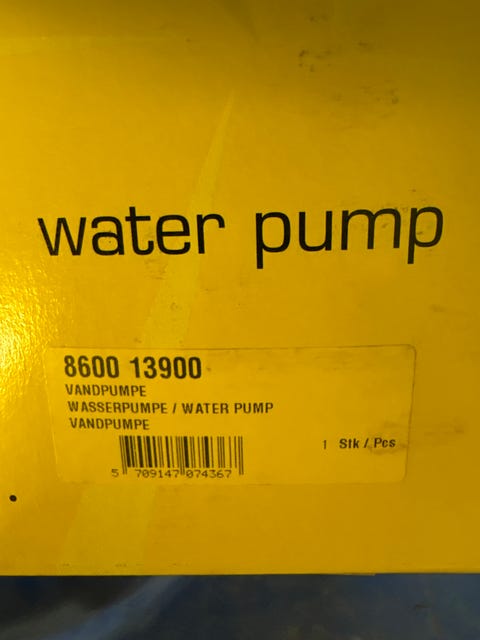 water pump
8600 13900
VANDPUMPE
WASSERPUMPE / WATER PUMP
VANDPUMPE
1 Stk / Pcs
5 709147 074367